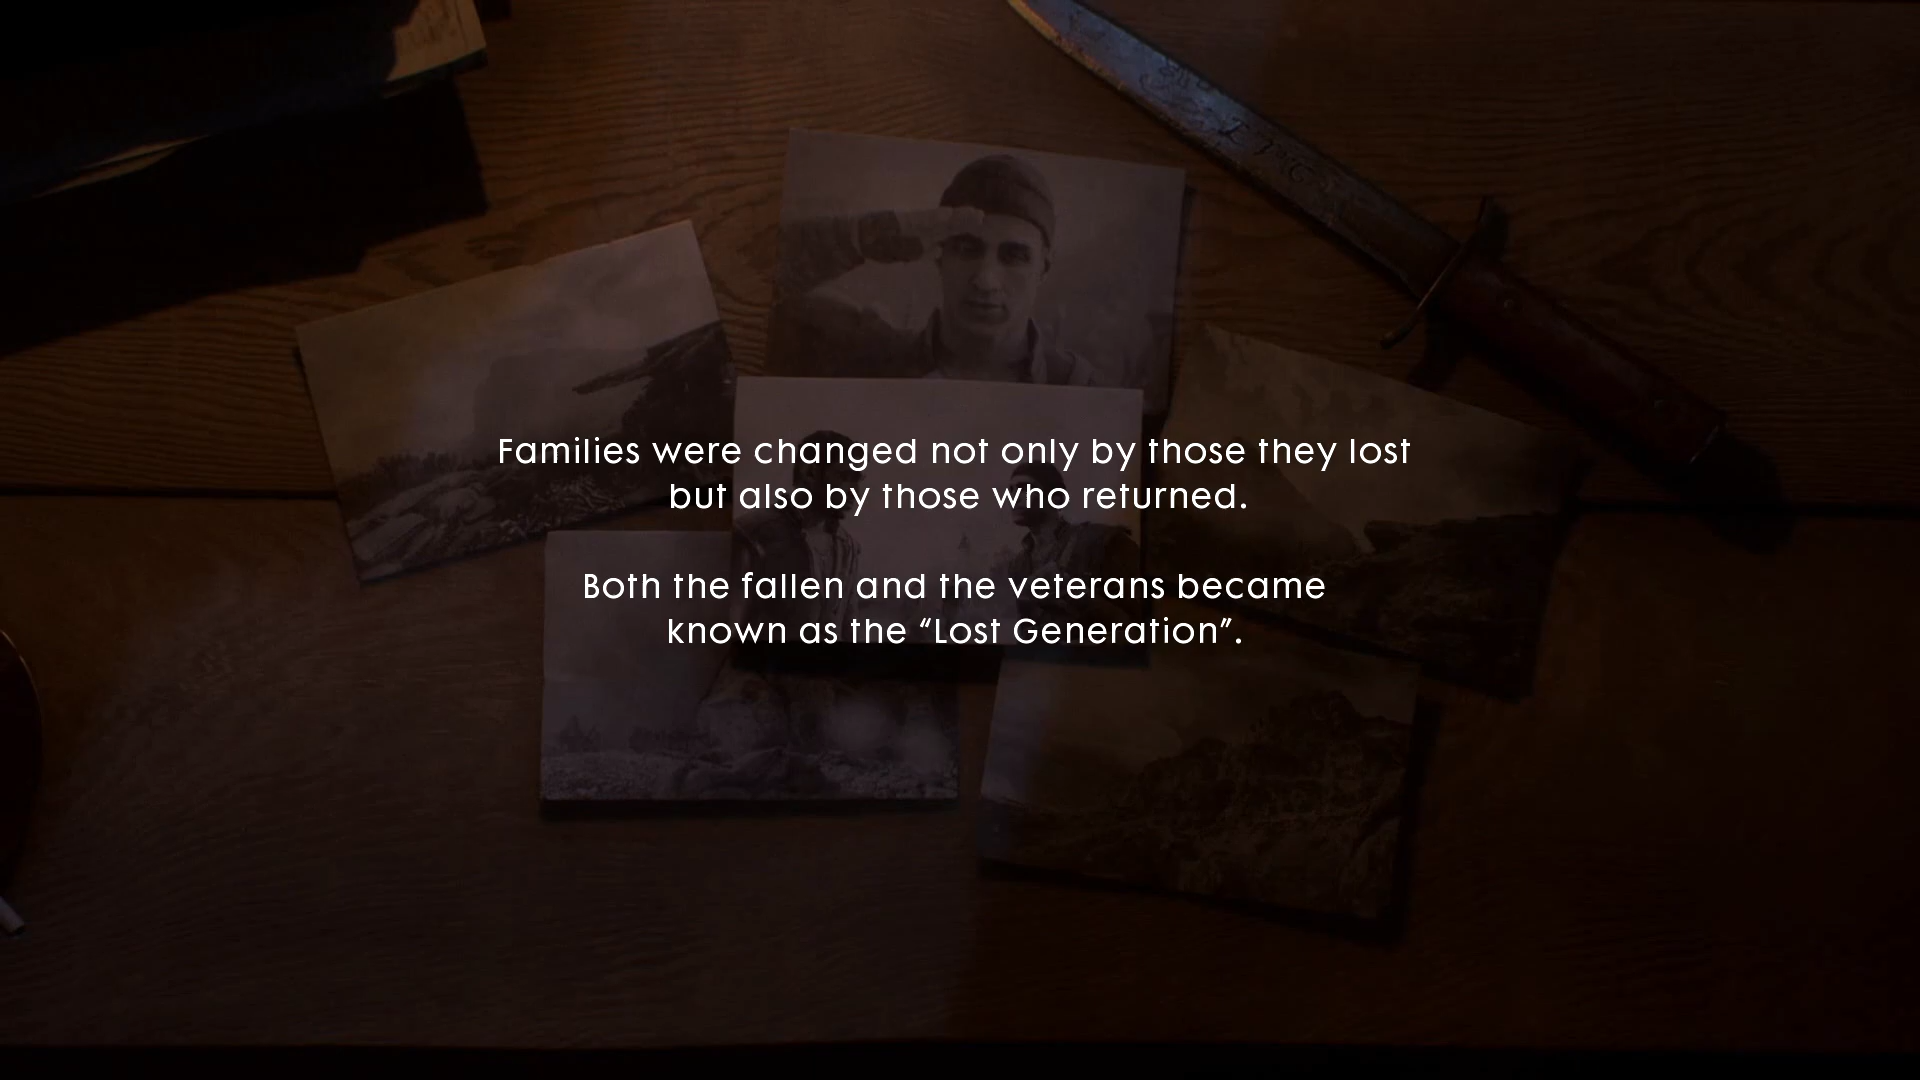 Families were changed not only by those they lost
but also by those who returned.
Both the fallen and the veterans became
known as the “Lost Generation”.